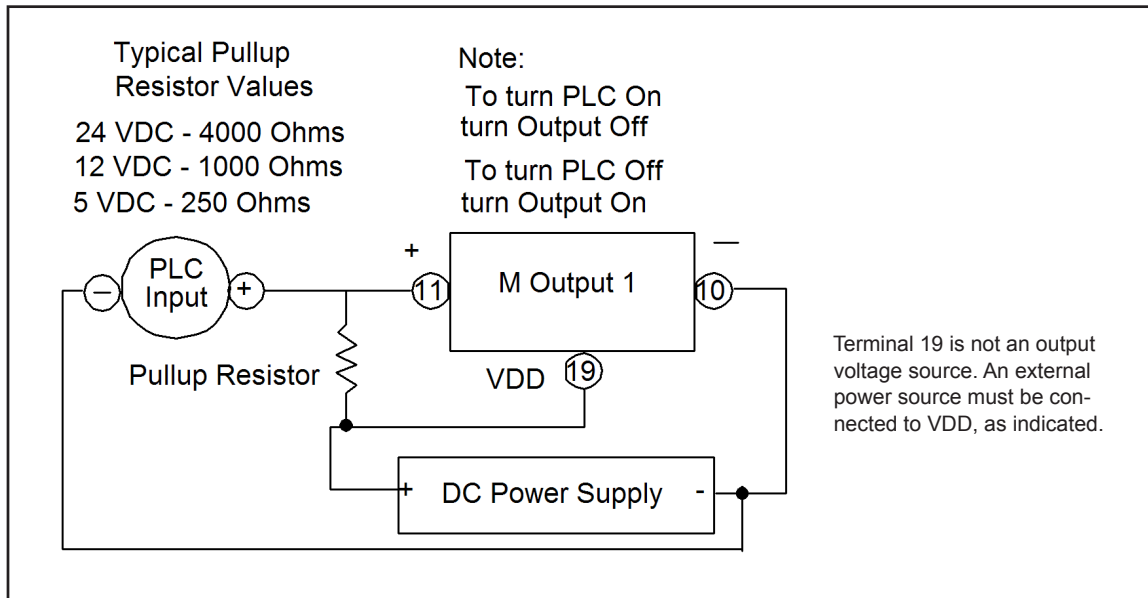 Typical Pullup
Resistor Values
24 VDC - 4000 Ohms
12 VDC - 1000 Ohms
5 VDC - 250 Ohms
Note:
To turn PLC On
turn Output Off
To turn PLC Off
turn Output On
PLC
Input
−
+
+
11
M Output 1
—
10
Pullup Resistor
VDD
19
+
DC Power Supply
-
Terminal 19 is not an output
voltage source. An external
power source must be con-
nected to VDD, as indicated.